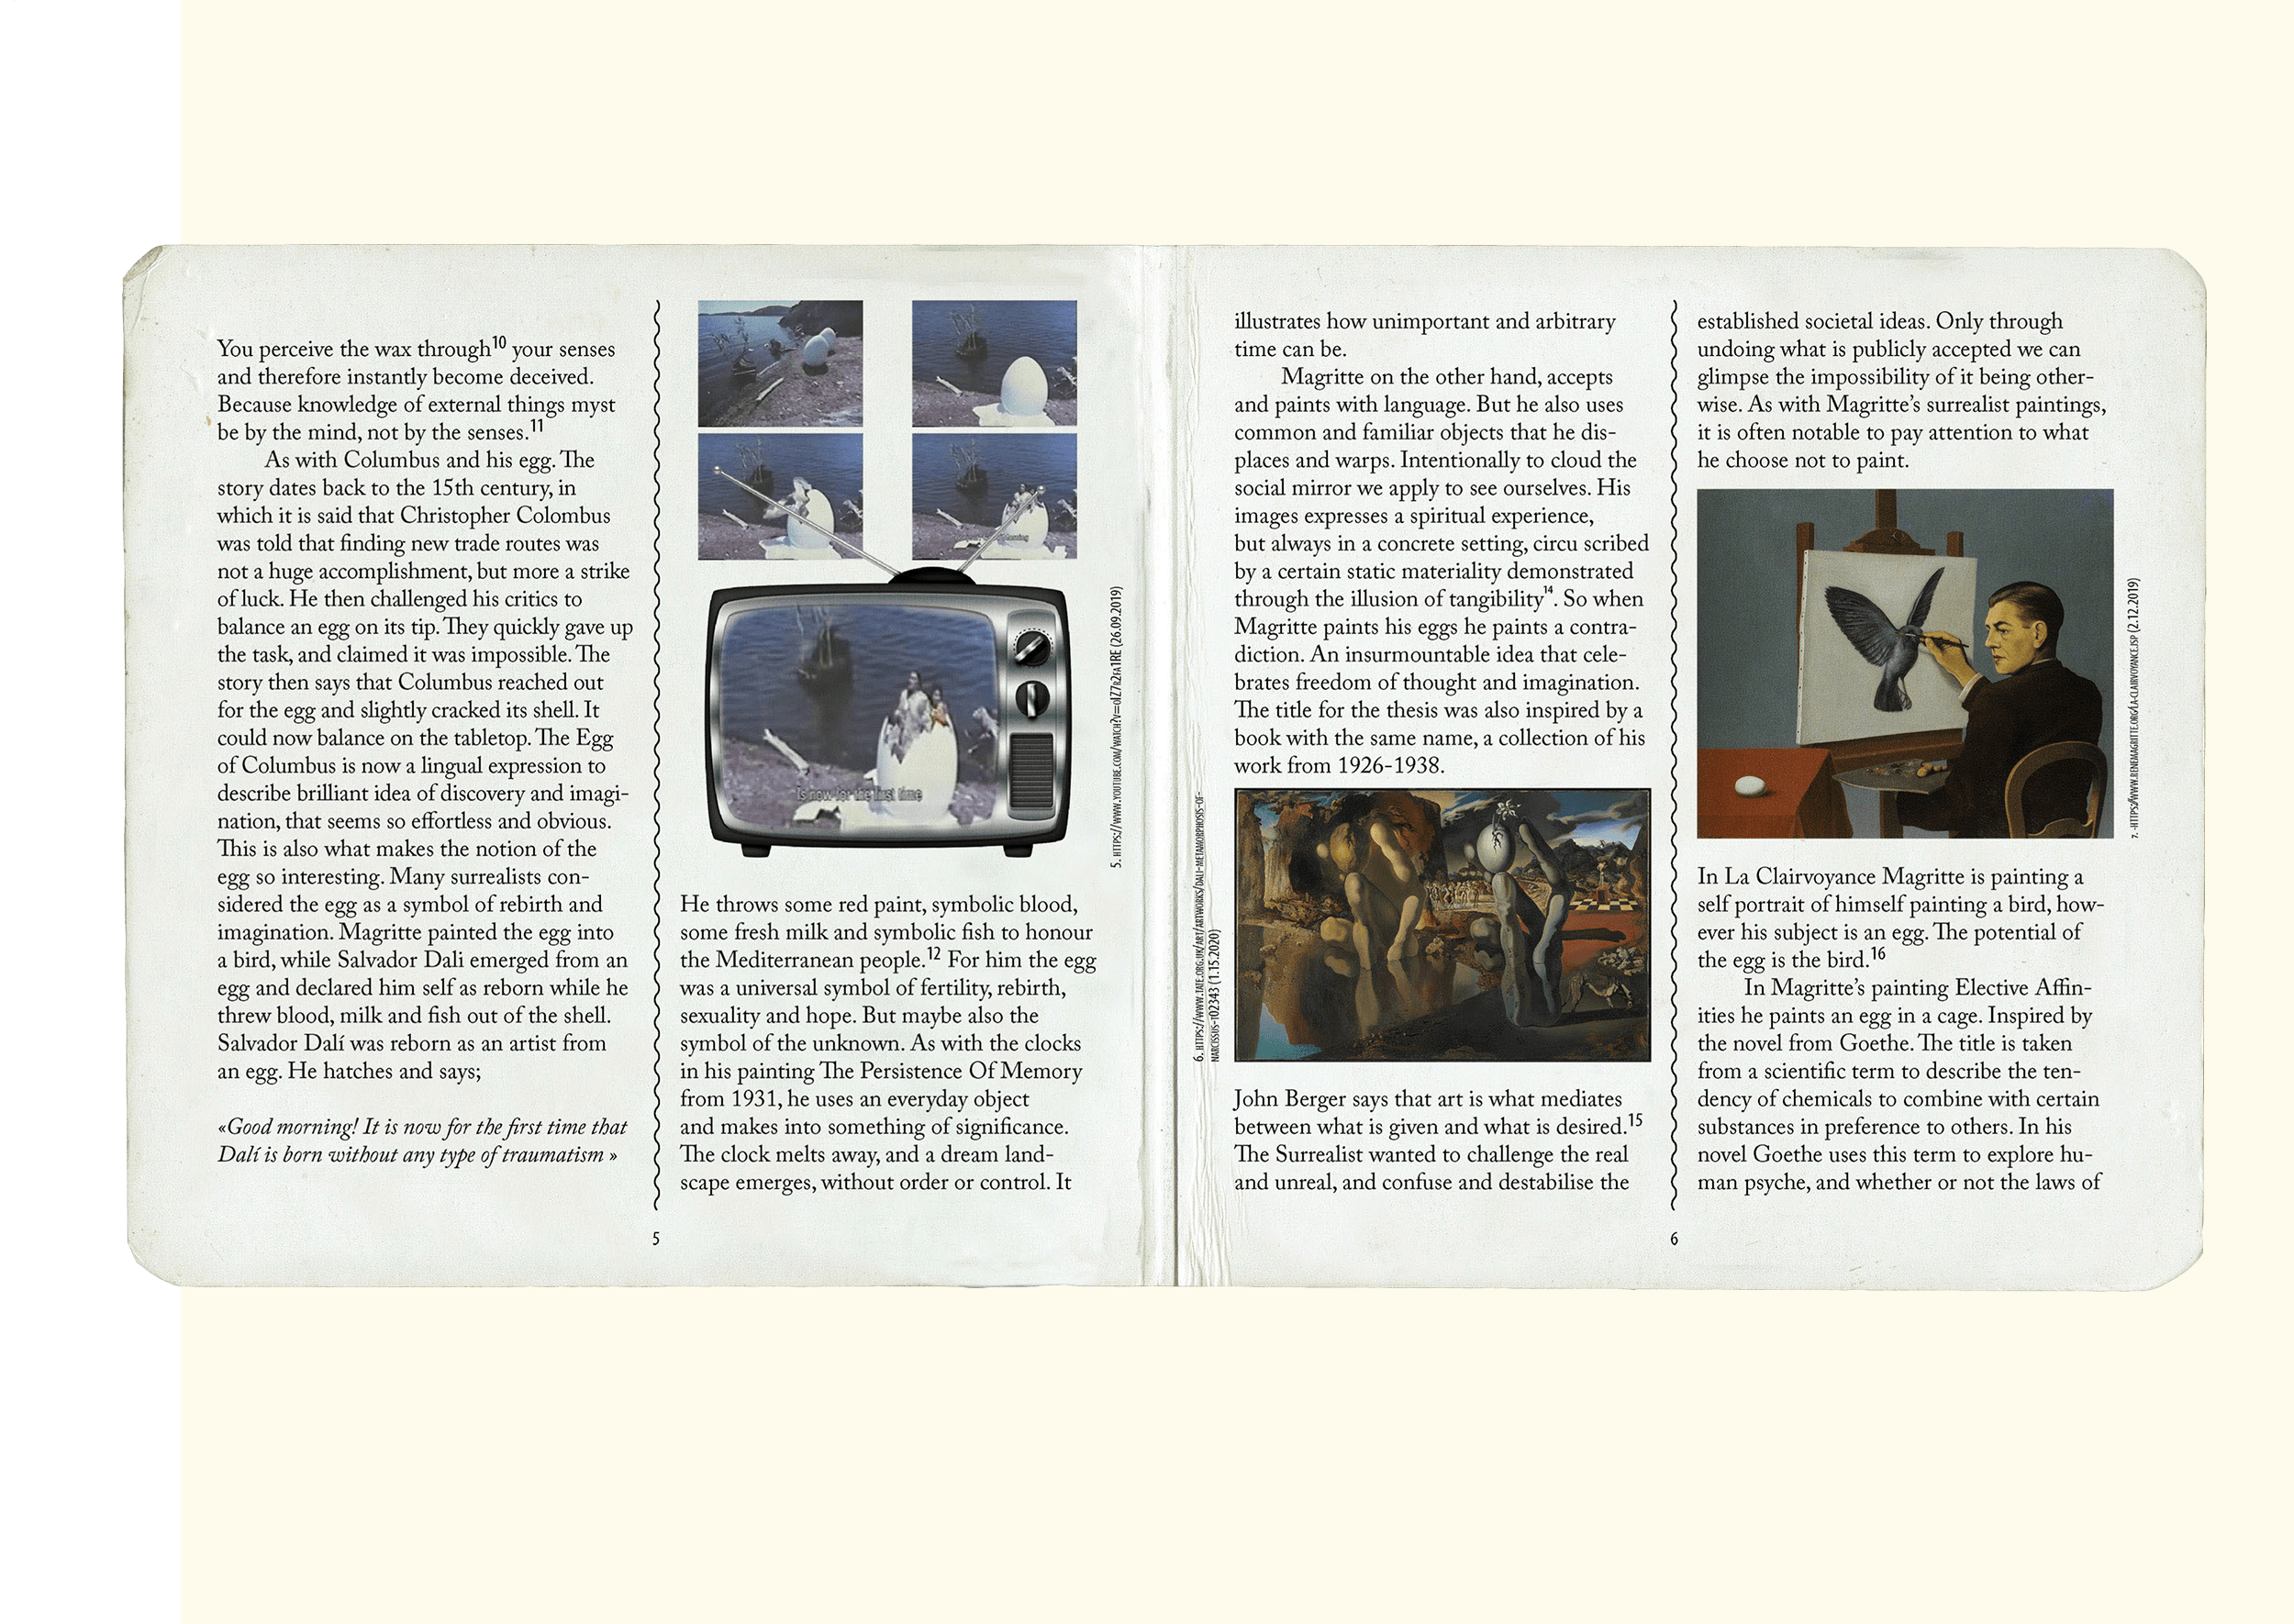 You perceive the wax through10 your senses
and therefore instantly become deceived.
Because knowledge of external things myst
be by the mind, not by the senses.11
As with Columbus and his egg. The
story dates back to the 15th century, in
which it is said that Christopher Colombus
was told that finding new trade routes was
not a huge accomplishment, but more a strike
of luck. He then challenged his critics to
balance an egg on its tip. They quickly gave up
the task, and claimed it was impossible. The
story then says that Columbus reached out
for the egg and slightly cracked its shell. It
could now balance on the tabletop. The Egg
of Columbus is now a lingual expression to
describe brilliant idea of discovery and imagi-
nation, that seems so effortless and obvious.
This is also what makes the notion of the
egg so interesting. Many surrealists con-
sidered the egg as a symbol of rebirth and
imagination. Magritte painted the egg into
a bird, while Salvador Dali emerged from an
egg and declared him self as reborn while he
threw blood, milk and fish out of the shell.
Salvador Dalí was reborn as an artist from
an egg. He hatches and says;
«Good morning! It is now for the first time that
Dalí is born without any type of traumatism »
Is now for the first time
5. HTTPS://WWW.YOUTUBE.COM/WATCH?V=0IZ7R2EA1RE (26.09.2019)
He throws some red paint, symbolic blood,
some fresh milk and symbolic fish to honour
the Mediterranean people.12 For him the egg
was a universal symbol of fertility, rebirth,
sexuality and hope. But maybe also the
symbol of the unknown. As with the clocks
in his painting The Persistence Of Memory
from 1931, he uses an everyday object
and makes into something of significance.
The clock melts away, and a dream land-
scape emerges, without order or control. It
5
illustrates how unimportant and arbitrary
time can be.
Magritte on the other hand, accepts
and paints with language. But he also uses
common and familiar objects that he dis-
places and warps. Intentionally to cloud the
social mirror we apply to see ourselves. His
images expresses a spiritual experience,
but always in a concrete setting, circu scribed
by a certain static materiality demonstrated
through the illusion of tangibility14. So when
Magritte paints his eggs he paints a contra-
diction. An insurmountable idea that cele-
brates freedom of thought and imagination.
The title for the thesis was also inspired by a
book with the same name, a collection of his
work from 1926-1938.
6. HTTPS://WWW.TATE.ORG.UK/ART/ARTWORKS/DALI-METAMORPHOSIS-OF-
NARCISSUS-T02343 (1.15.2020)
John Berger says that art is what mediates
between what is given and what is desired.15
The Surrealist wanted to challenge the real
and unreal, and confuse and destabilise the
established societal ideas. Only through
undoing what is publicly accepted we can
glimpse the impossibility of it being other-
wise. As with Magritte's surrealist paintings,
it is often notable to pay attention to what
he choose not to paint.
7. -HTTPS://WWW.RENEMAGRITTE.ORG/LA-CLAIRVOYANCE.JSP (2.12.2019)
In La Clairvoyance Magritte is painting a
self portrait of himself painting a bird, how-
ever his subject is an egg. The potential of
the egg is the bird.16
In Magritte's painting Elective Affin-
ities he paints an egg in a cage. Inspired by
the novel from Goethe. The title is taken
from a scientific term to describe the ten-
dency of chemicals to combine with certain
substances in preference to others. In his
novel Goethe uses this term to explore hu-
man psyche, and whether or not the laws of
6